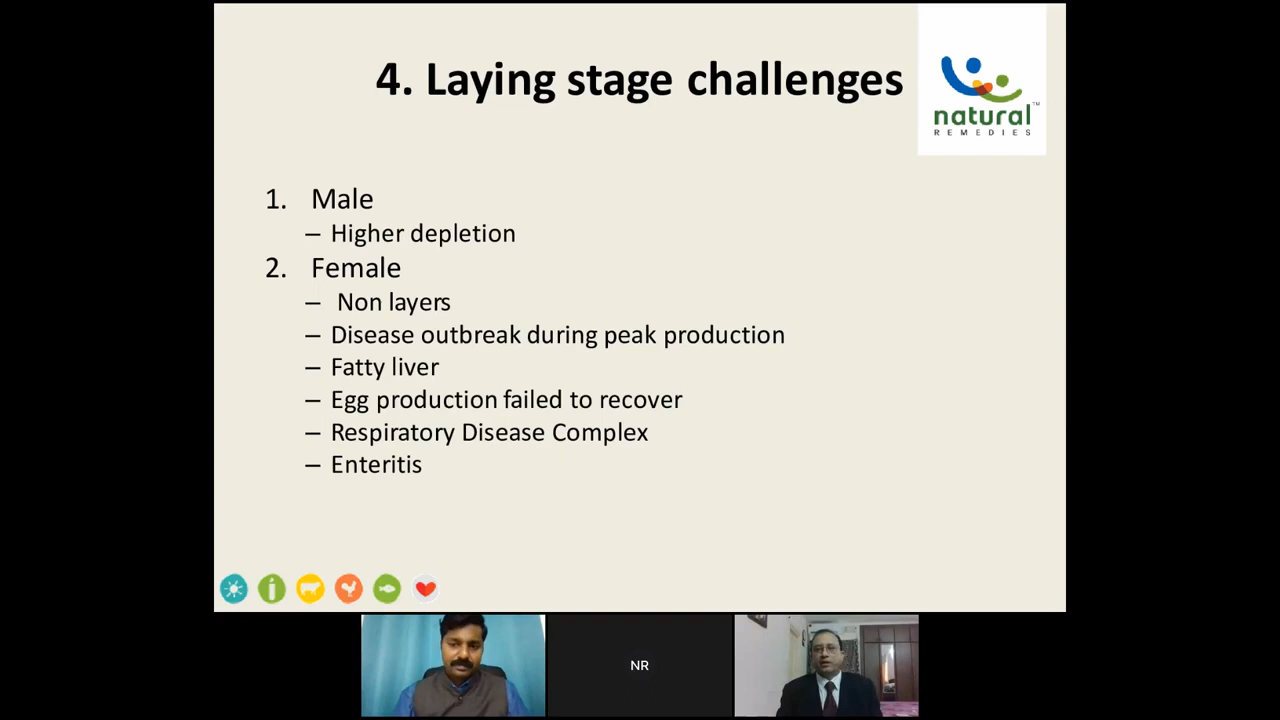 4. Laying stage challenges
natural™
REMEDIES
1. Male
– Higher depletion
2. Female
– Non layers
– Disease outbreak during peak production
– Fatty liver
– Egg production failed to recover
– Respiratory Disease Complex
– Enteritis
NR